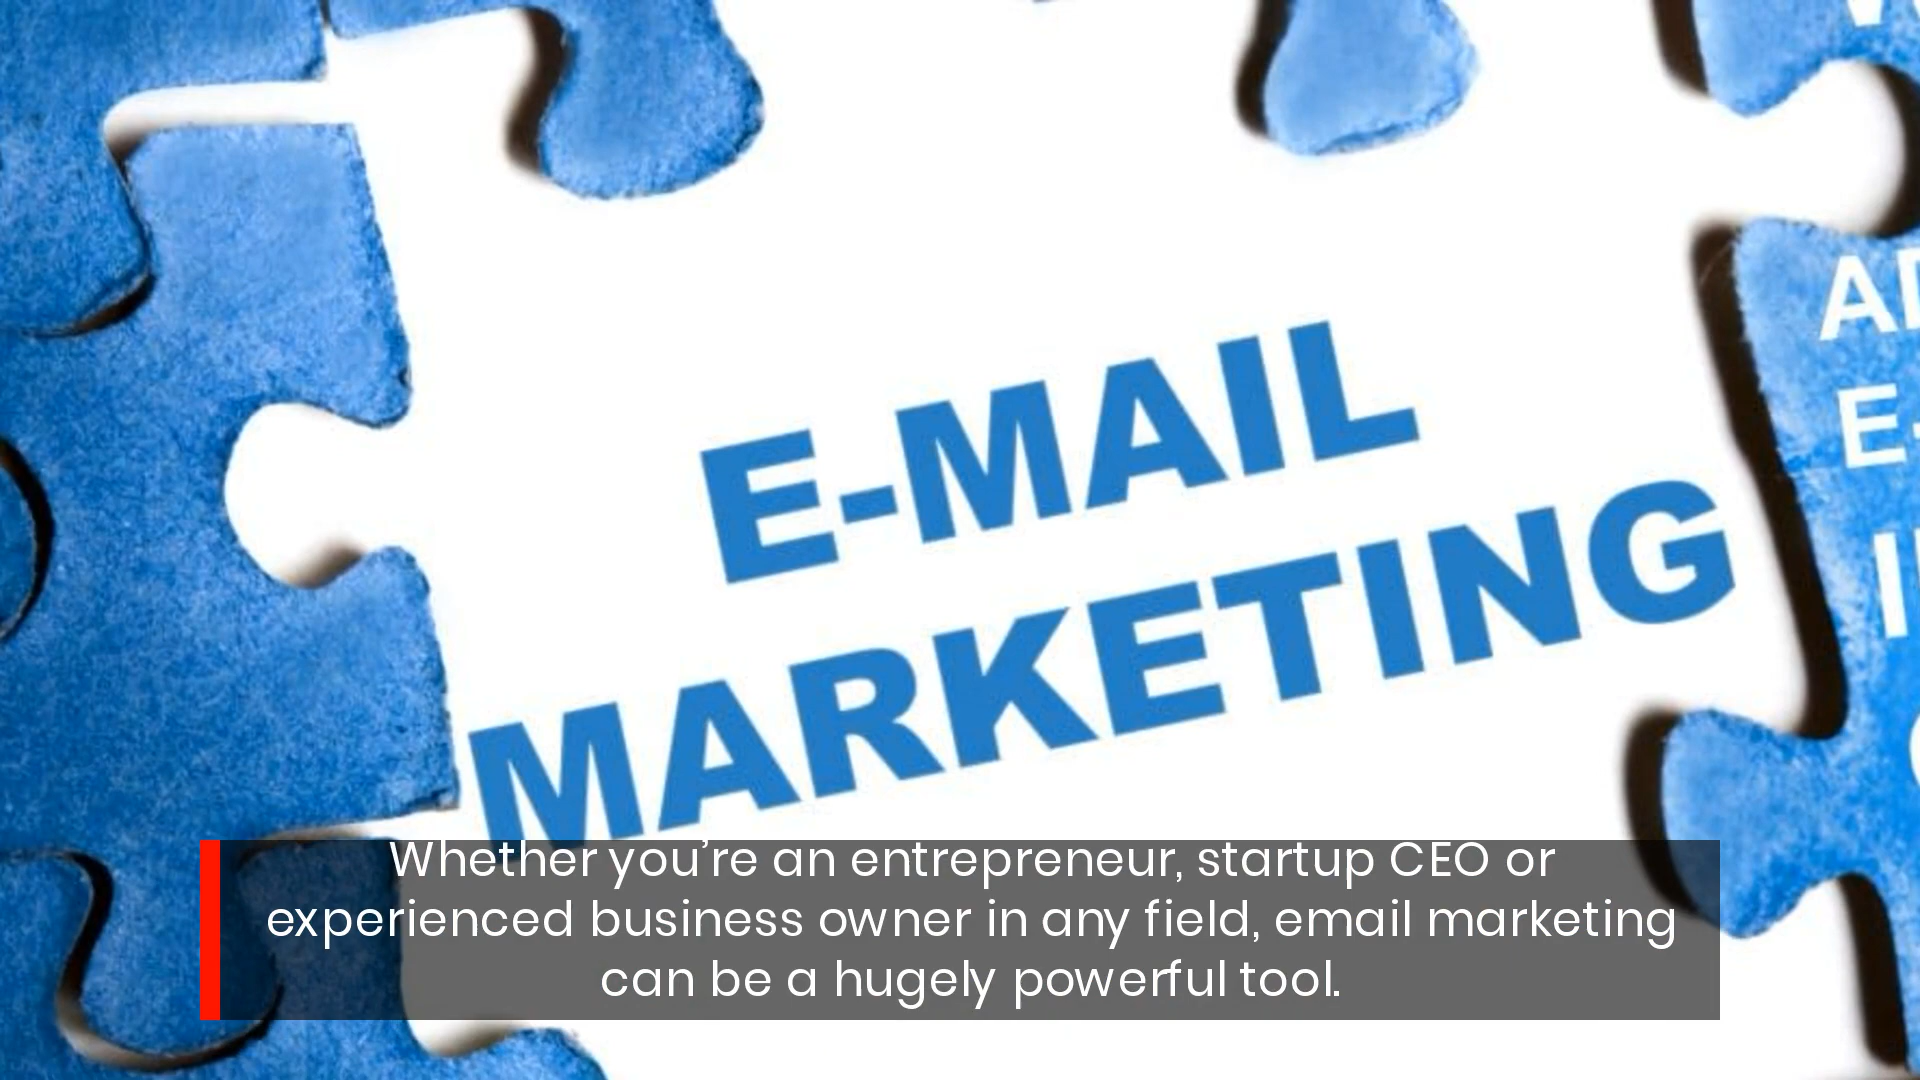 E-MAIL
MARKETING
Whether you're an entrepreneur, startup CEO or
experienced business owner in any field, email marketing
can be a hugely powerful tool.